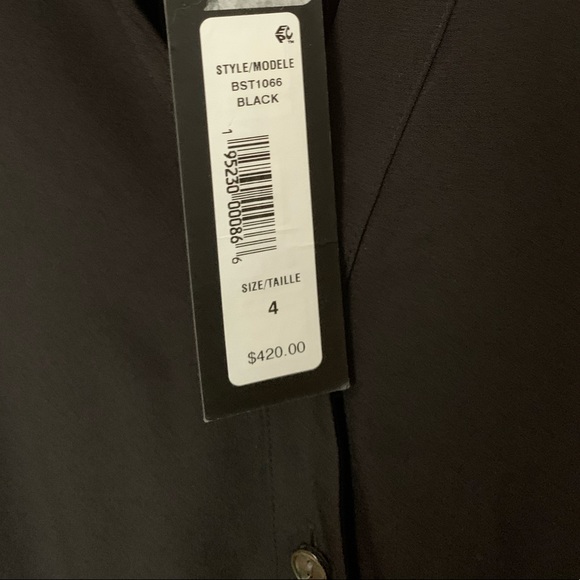 STYLE/MODELE
BST1066
BLACK
1 95230 00086 6
SIZE/TAILLE
4
$420.00